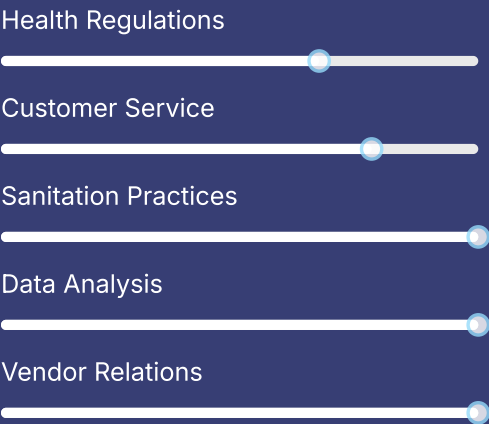 Health Regulations
Customer Service
Sanitation Practices
Data Analysis
Vendor Relations